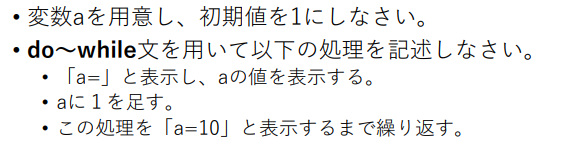 • 変数aを用意し、初期値を1にしなさい。
• do～while文を用いて以下の処理を記述しなさい。
• 「a=」と表示し、aの値を表示する。
• aに１を足す。
• この処理を「a=10」と表示するまで繰り返す。